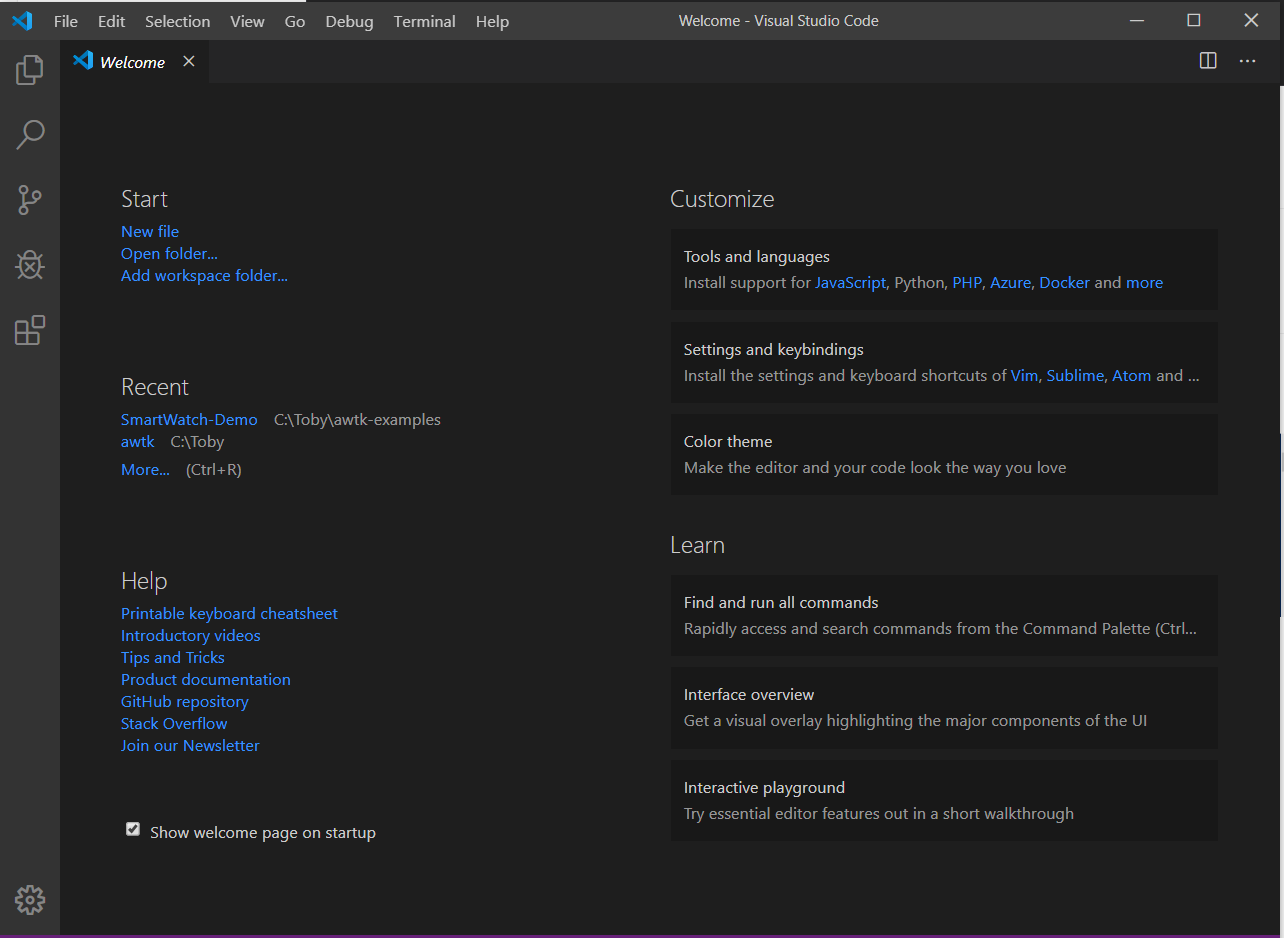 File Edit Selection View Go Debug Terminal Help Welcome - Visual Studio Code
Welcome
Start
New file
Open folder...
Add workspace folder...
Recent
SmartWatch-Demo C:\Toby\awtk-examples
awtk C:\Toby
More... (Ctrl+R)
Help
Printable keyboard cheatsheet
Introductory videos
Tips and Tricks
Product documentation
GitHub repository
Stack Overflow
Join our Newsletter
Show welcome page on startup
Customize
Tools and languages
Install support for JavaScript, Python, PHP, Azure, Docker and more
Settings and keybindings
Install the settings and keyboard shortcuts of Vim, Sublime, Atom and ...
Color theme
Make the editor and your code look the way you love
Learn
Find and run all commands
Rapidly access and search commands from the Command Palette (Ctrl...
Interface overview
Get a visual overlay highlighting the major components of the UI
Interactive playground
Try essential editor features out in a short walkthrough